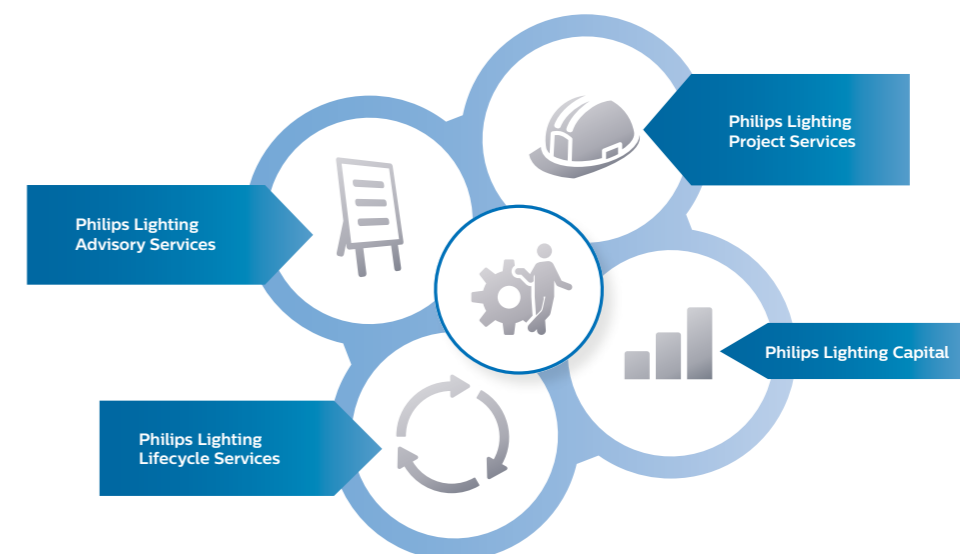 Philips Lighting
Project Services
Philips Lighting
Advisory Services
Philips Lighting Capital
Philips Lighting
Lifecycle Services